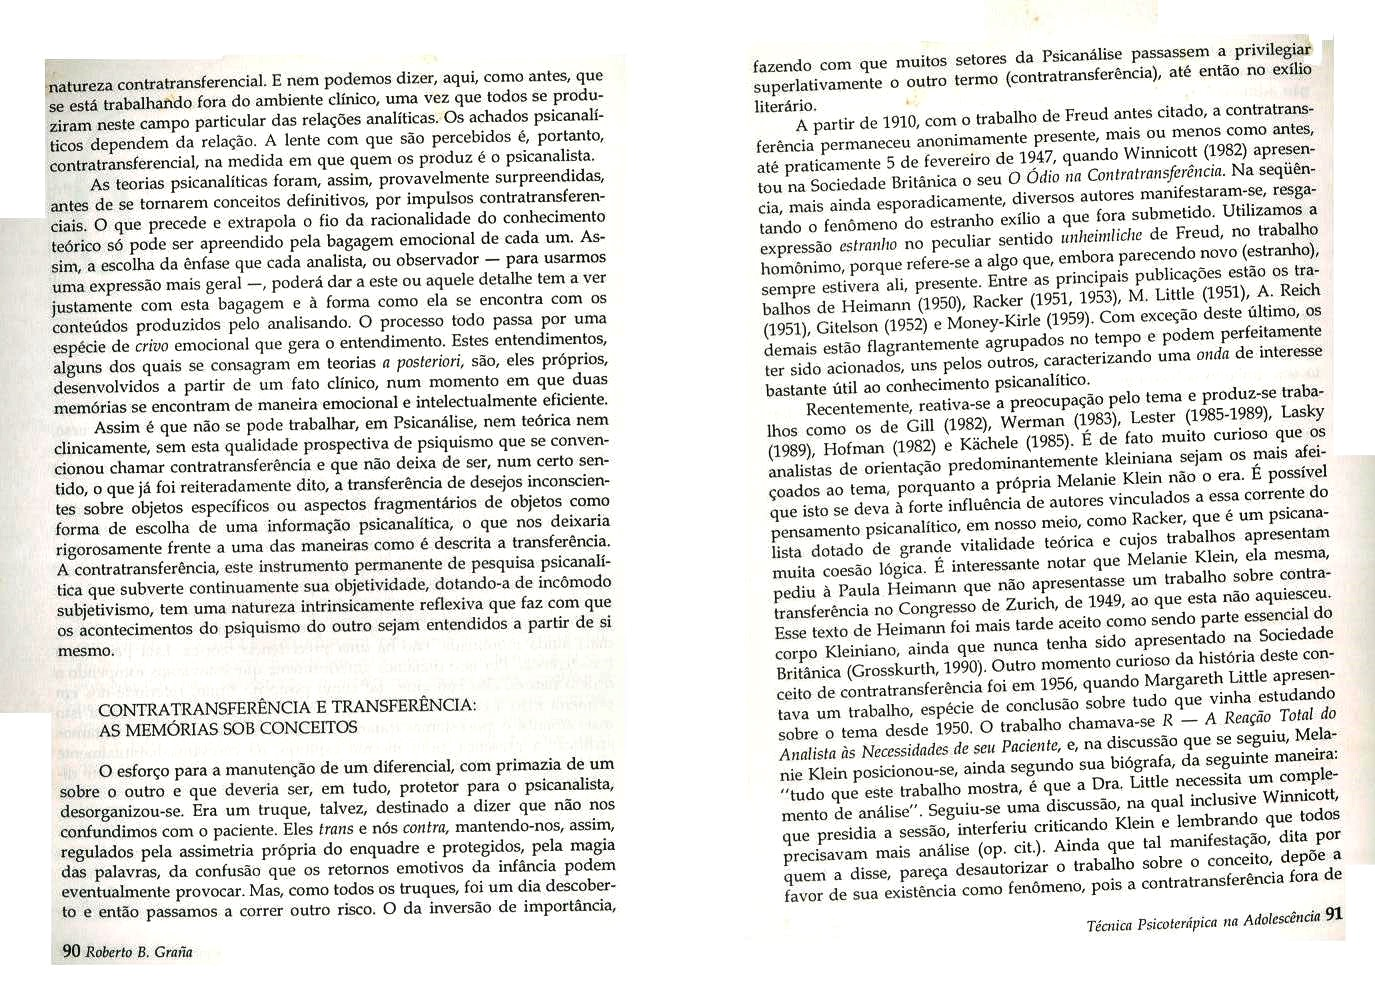 natureza contratransferencial. E nem podemos dizer, aqui, como antes, que
se está trabalhando fora do ambiente clínico, uma vez que todos se produ-
ziram neste campo particular das relações analíticas. Os achados psicanalí-
ticos dependem da relação. A lente com que são percebidos é, portanto,
contratransferencial, na medida em que quem os produz é o psicanalista.
As teorias psicanalíticas foram, assim, provavelmente surpreendidas,
antes de se tornarem conceitos definitivos, por impulsos contratransferen-
ciais. O que precede e extrapola o fio da racionalidade do conhecimento
teórico só pode ser apreendido pela bagagem emocional de cada um. As-
sim, a escolha da ênfase que cada analista, ou observador — para usarmos
uma expressão mais geral —, poderá dar a este ou aquele detalhe tem a ver
justamente com esta bagagem e à forma como ela se encontra com os
conteúdos produzidos pelo analisando. O processo todo passa por uma
espécie de crivo emocional que gera o entendimento. Estes entendimentos,
alguns dos quais se consagram em teorias a posteriori, são, eles próprios,
desenvolvidos a partir de um fato clínico, num momento em que duas
memórias se encontram de maneira emocional e intelectualmente eficiente.
Assim é que não se pode trabalhar, em Psicanálise, nem teórica nem
clinicamente, sem esta qualidade prospectiva de psiquismo que se conven-
cionou chamar contratransferência e que não deixa de ser, num certo sen-
tido, o que já foi reiteradamente dito, a transferência de desejos inconscien-
tes sobre objetos específicos ou aspectos fragmentários de objetos como
forma de escolha de uma informação psicanalítica, o que nos deixaria
rigorosamente frente a uma das maneiras como é descrita a transferência.
A contratransferência, este instrumento permanente de pesquisa psicanalí-
tica que subverte continuamente sua objetividade, dotando-a de incômodo
subjetivismo, tem uma natureza intrinsicamente reflexiva que faz com que
os acontecimentos do psiquismo do outro sejam entendidos a partir de si
mesmo.
CONTRATRANSFERÊNCIA E TRANSFERÊNCIA:
AS MEMÓRIAS SOB CONCEITOS
O esforço para a manutenção de um diferencial, com primazia de um
sobre o outro e que deveria ser, em tudo, protetor para o psicanalista,
desorganizou-se. Era um truque, talvez, destinado a dizer que não nos
confundimos com o paciente. Eles trans e nós contra, mantendo-nos, assim,
regulados pela assimetria própria do enquadre e protegidos, pela magia
das palavras, da confusão que os retornos emotivos da infância podem
eventualmente provocar. Mas, como todos os truques, foi um dia descober-
to e então passamos a correr outro risco. O da inversão de importância,
90 Roberto B. Graña
fazendo com que muitos setores da Psicanálise passassem a privilegiar
superlativamente o outro termo (contratransferência), até então no exílio
literário.
A partir de 1910, com o trabalho de Freud antes citado, a contratrans-
ferência permaneceu anonimamente presente, mais ou menos como antes,
até praticamente 5 de fevereiro de 1947, quando Winnicott (1982) apresen-
tou na Sociedade Britânica o seu O Ódio na Contratransferência. Na seqüên-
cia, mais ainda esporadicamente, diversos autores manifestaram-se, resga-
tando o fenômeno do estranho exílio a que fora submetido. Utilizamos a
expressão estranho no peculiar sentido unheimliche de Freud, no trabalho
homônimo, porque refere-se a algo que, embora parecendo novo (estranho),
sempre estivera ali, presente. Entre as principais publicações estão os tra-
balhos de Heimann (1950), Racker (1951, 1953), M. Little (1951), A. Reich
(1951), Gitelson (1952) e Money-Kirle (1959). Com exceção deste último, os
demais estão flagrantemente agrupados no tempo e podem perfeitamente
ter sido acionados, uns pelos outros, caracterizando uma onda de interesse
bastante útil ao conhecimento psicanalítico.
Recentemente, reativa-se a preocupação pelo tema e produz-se traba-
lhos como os de Gill (1982), Werman (1983), Lester (1985-1989), Lasky
(1989), Hofman (1982) e Kächele (1985). É de fato muito curioso que os
analistas de orientação predominantemente kleiniana sejam os mais afei-
çoados ao tema, porquanto a própria Melanie Klein não o era. É possível
que isto se deva à forte influência de autores vinculados a essa corrente do
pensamento psicanalítico, em nosso meio, como Racker, que é um psicana-
lista dotado de grande vitalidade teórica e cujos trabalhos apresentam
muita coesão lógica. É interessante notar que Melanie Klein, ela mesma,
pediu à Paula Heimann que não apresentasse um trabalho sobre contra-
transferência no Congresso de Zurich, de 1949, ao que esta não aquiesceu.
Esse texto de Heimann foi mais tarde aceito como sendo parte essencial do
corpo Kleiniano, ainda que nunca tenha sido apresentado na Sociedade
Britânica (Grosskurth, 1990). Outro momento curioso da história deste con-
ceito de contratransferência foi em 1956, quando Margareth Little apresen-
tava um trabalho, espécie de conclusão sobre tudo que vinha estudando
sobre o tema desde 1950. O trabalho chamava-se R — A Reação Total do
Analista às Necessidades de seu Paciente, e, na discussão que se seguiu, Mela-
nie Klein posicionou-se, ainda segundo sua biógrafa, da seguinte maneira:
"tudo que este trabalho mostra, é que a Dra. Little necessita um comple-
mento de análise". Seguiu-se uma discussão, na qual inclusive Winnicott,
que presidia a sessão, interferiu criticando Klein e lembrando que todos
precisavam mais análise (op. cit.). Ainda que tal manifestação, dita por
quem a disse, pareça desautorizar o trabalho sobre o conceito, depõe a
favor de sua existência como fenômeno, pois a contratransferência fora de
Técnica Psicoterápica na Adolescência 91